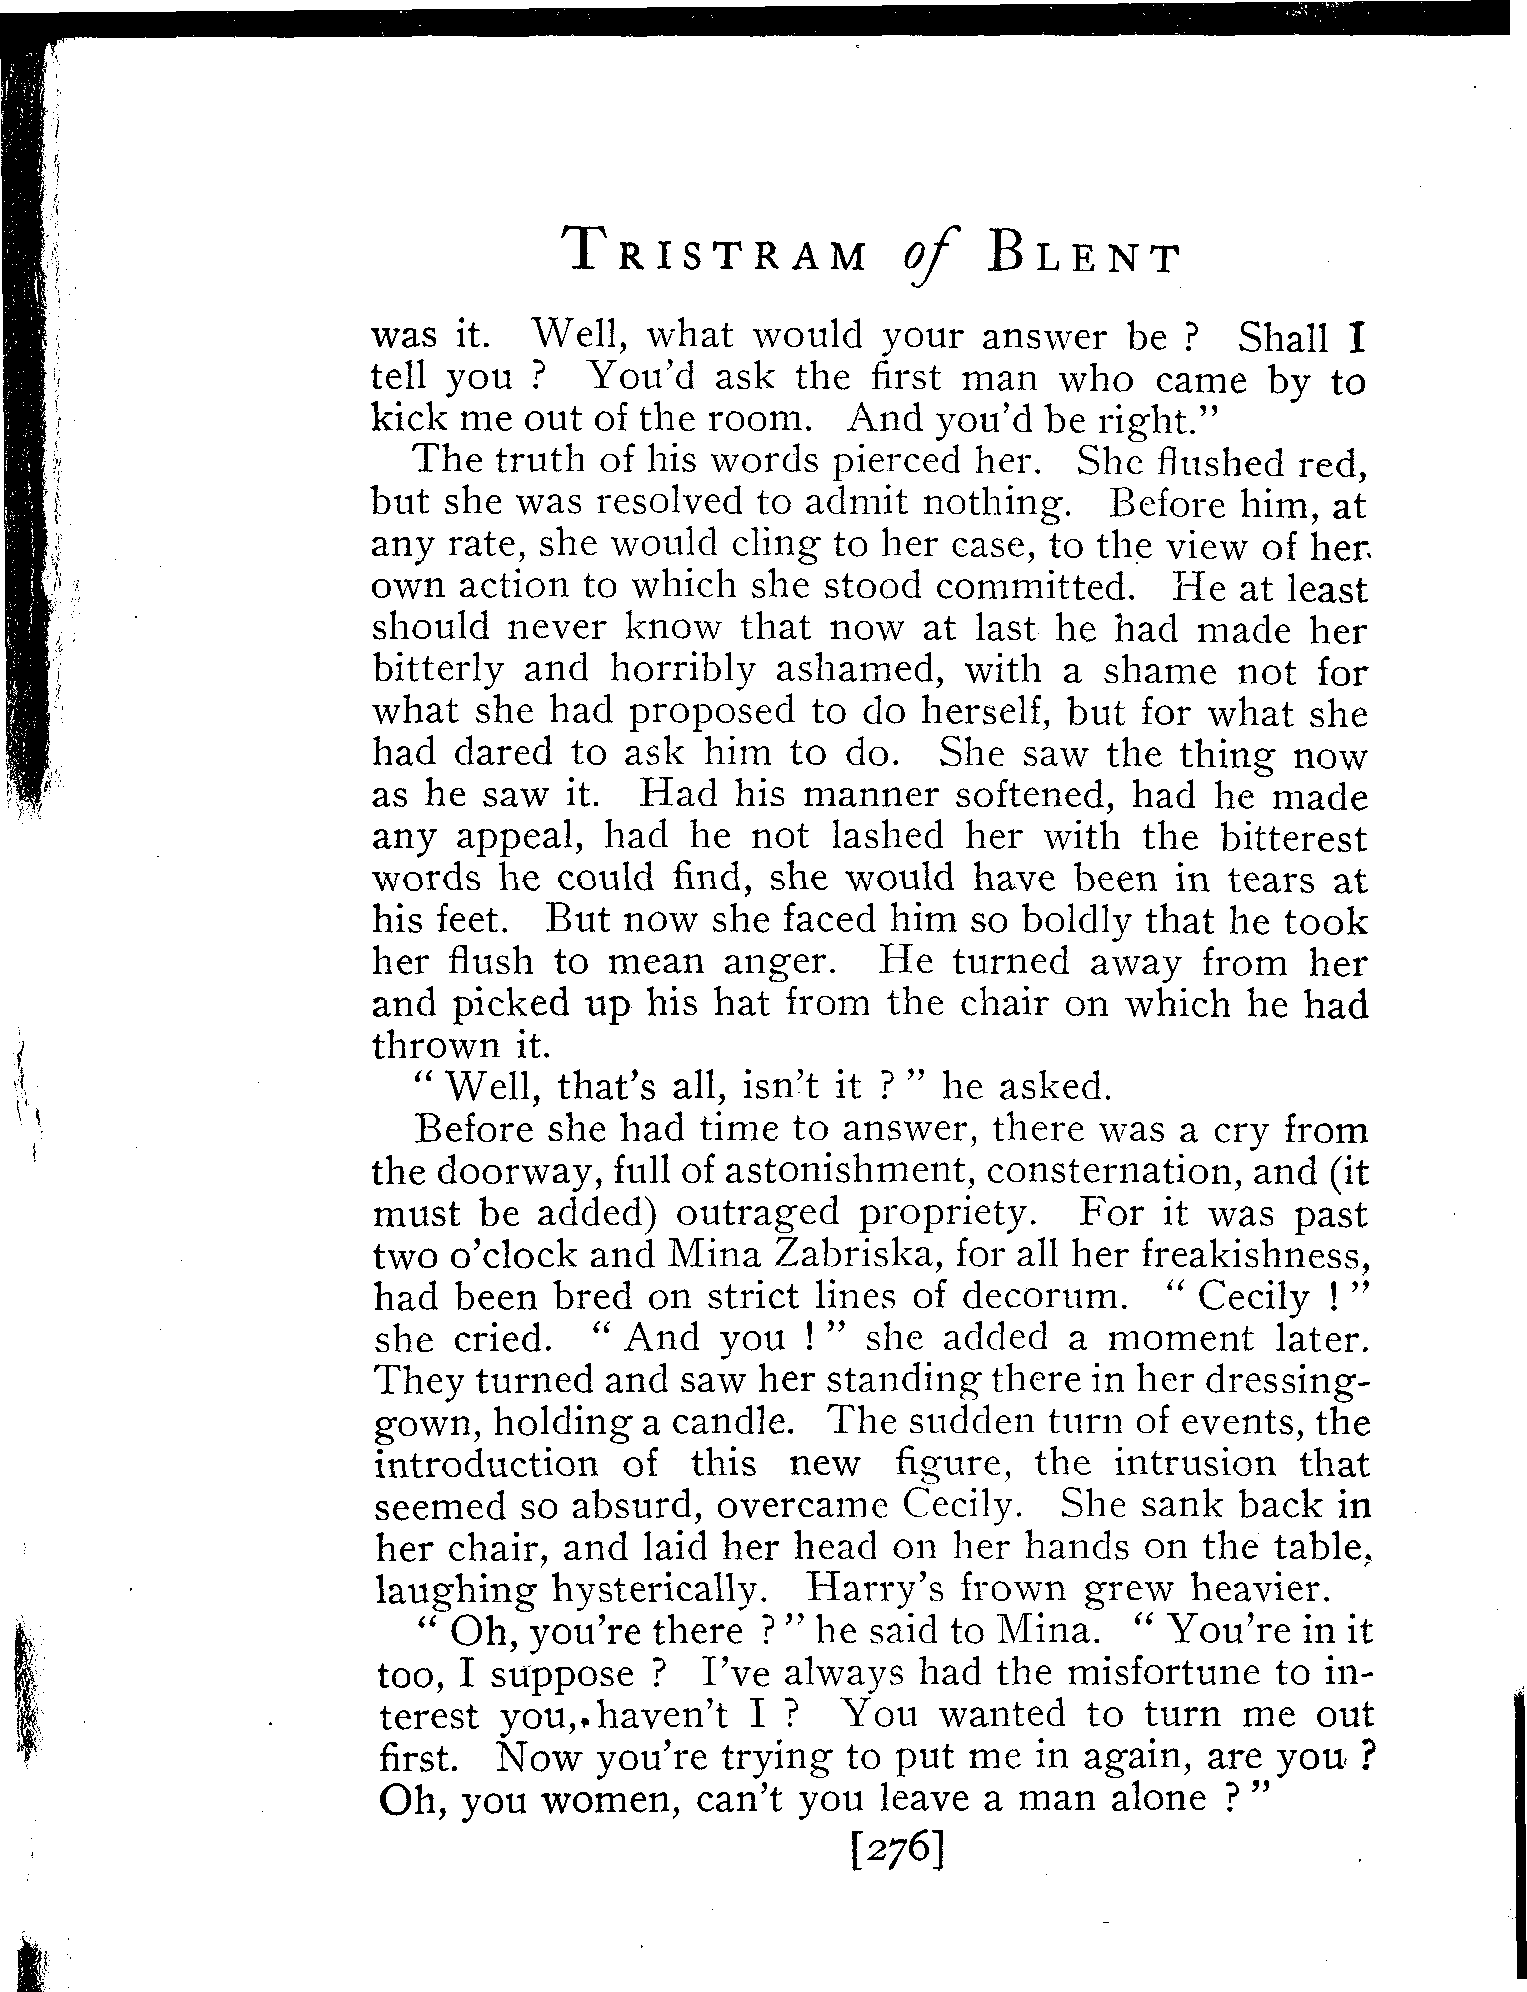 TRISTRAM of BLENT
was it. Well, what would your answer be ? Shall I
tell you ? You'd ask the first man who came by to
kick me out of the room. And you'd be right."
The truth of his words pierced her. She flushed red,
but she was resolved to admit nothing. Before him, at
any rate, she would cling to her case, to the view of her
own action to which she stood committed. He at least
should never know that now at last he had made her
bitterly and horribly ashamed, with a shame not for
what she had proposed to do herself, but for what she
had dared to ask him to do. She saw the thing now
as he saw it. Had his manner softened, had he made
any appeal, had he not lashed her with the bitterest
words he could find, she would have been in tears at
his feet. But now she faced him so boldly that he took
her flush to mean anger. He turned away from her
and picked up his hat from the chair on which he had
thrown it.
" Well, that's all, isn't it ? " he asked.
Before she had time to answer, there was a cry from
the doorway, full of astonishment, consternation, and (it
must be added) outraged propriety. For it was past
two o'clock and Mina Zabriska, for all her freakishness,
had been bred on strict lines of decorum. " Cecily ! "
she cried. " And you ! " she added a moment later.
They turned and saw her standing there in her dressing-
gown, holding a candle. The sudden turn of events, the
introduction of this new figure, the intrusion that
seemed so absurd, overcame Cecily. She sank back in
her chair, and laid her head on her hands on the table,
laughing hysterically. Harry's frown grew heavier.
" Oh, you're there ? " he said to Mina. " You're in it
too, I suppose ? I've always had the misfortune to in-
terest you, haven't I ? You wanted to turn me out
first. Now you're trying to put me in again, are you ?
Oh, you women, can't you leave a man alone ? "
[276]